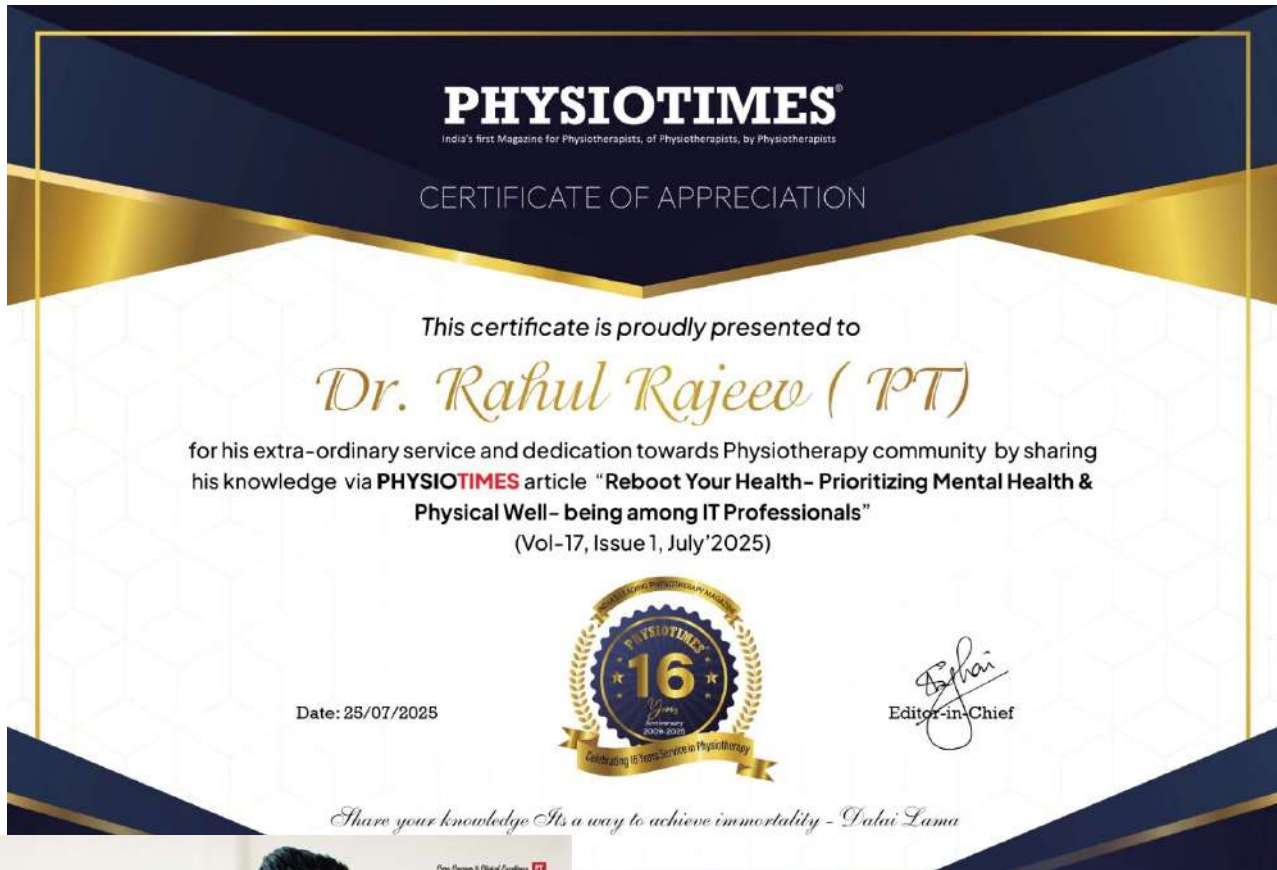 PHYSIOTIMES®
India's first Magazine for Physiotherapists, of Physiotherapists, by Physiotherapists
CERTIFICATE OF APPRECIATION
This certificate is proudly presented to
Dr. Rahul Rajeev ( PT)
for his extra-ordinary service and dedication towards Physiotherapy community by sharing
his knowledge via PHYSIOTIMES article "Reboot Your Health- Prioritizing Mental Health &
Physical Well- being among IT Professionals"
(Vol-17, Issue 1, July'2025)
INDIA'S LEADING PHYSIOTHERAPY MAGAZINE
PHYSIOTIMES
16
Years
Anniversary
2009-2025
Celebrating 16 Years Service in Physiotherapy
Date: 25/07/2025
Editor-in-Chief
Share your knowledge Its a way to achieve immortality - Dalai Lama